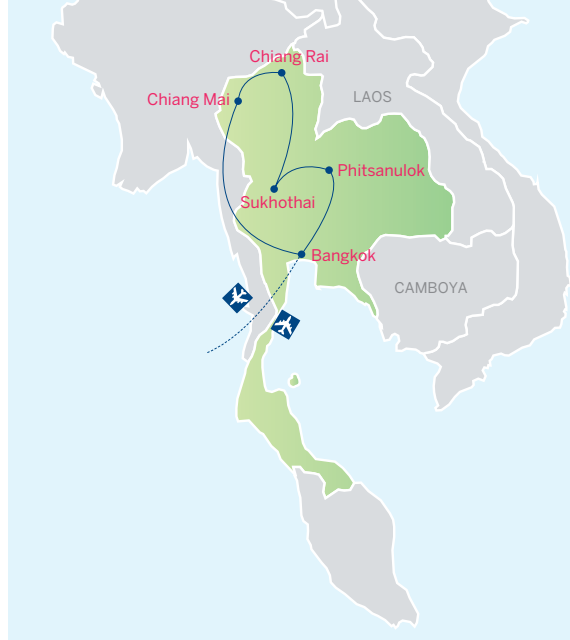 Chiang Rai
Chiang Mai
LAOS
Phitsanulok
Sukhothai
Bangkok
CAMBOYA